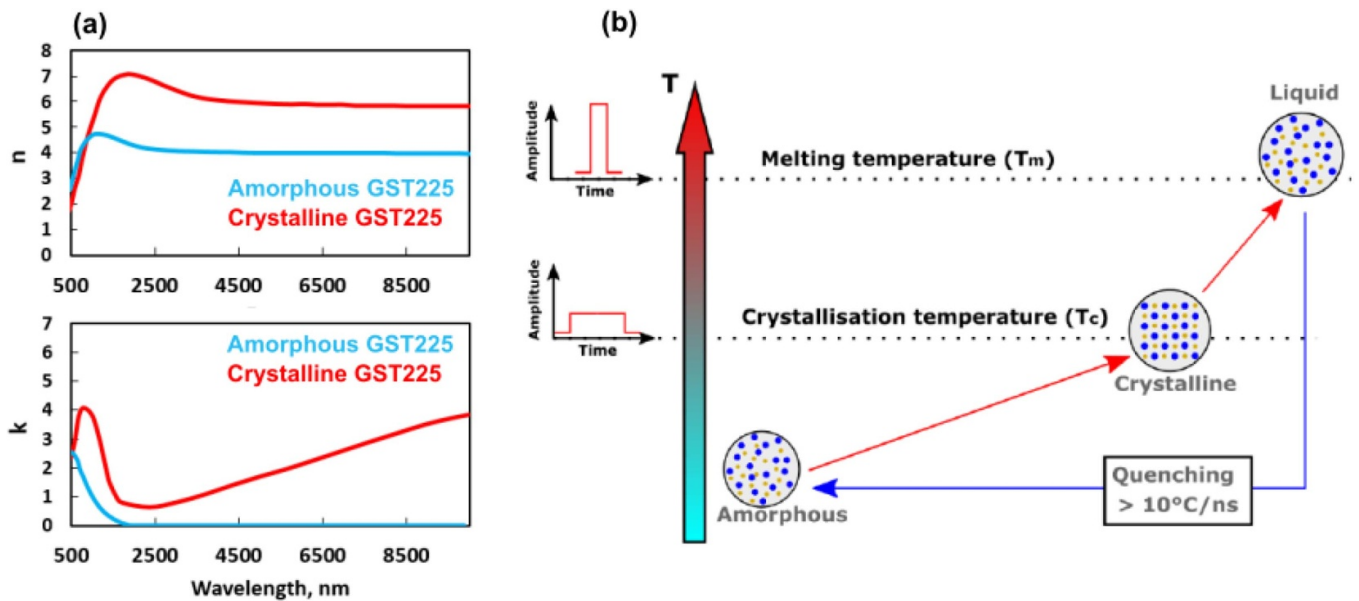 (a)
8
7
6
5
4
3
2
1
0
n
Amorphous GST225
Crystalline GST225
500 2500 4500 6500 8500
7
6
5
4
3
2
1
0
k
Amorphous GST225
Crystalline GST225
500 2500 4500 6500 8500
Wavelength, nm
(b)
T
Amplitude
Time
Melting temperature (Tm)
Liquid
Amplitude
Time
Crystallisation temperature (Tc)
Crystalline
Amorphous
Quenching
> 10°C/ns